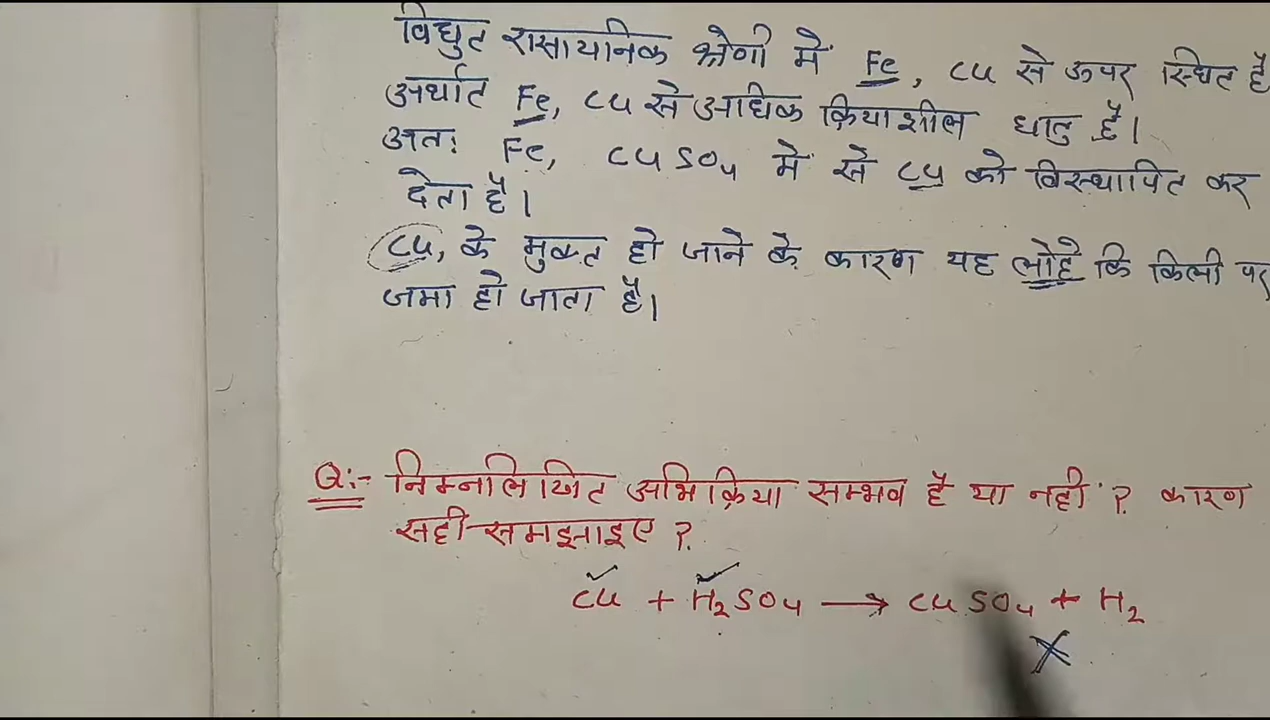 विद्युत रासायनिक श्रेणी में Fe, Cu से ऊपर स्थित है
अर्थात Fe, Cu से अधिक क्रियाशील धातु है।
अतः Fe, CuSO₄ में से Cu को विस्थापित कर
देता है।
Cu, के मुक्त हो जाने के कारण यह लोहे कि किली पर
जमा हो जाता है।
Q:- निम्नलिखित अभिक्रिया सम्भव है या नही ? कारण
सही समझाइए ?
Cu + H₂SO₄ → CuSO₄ + H₂